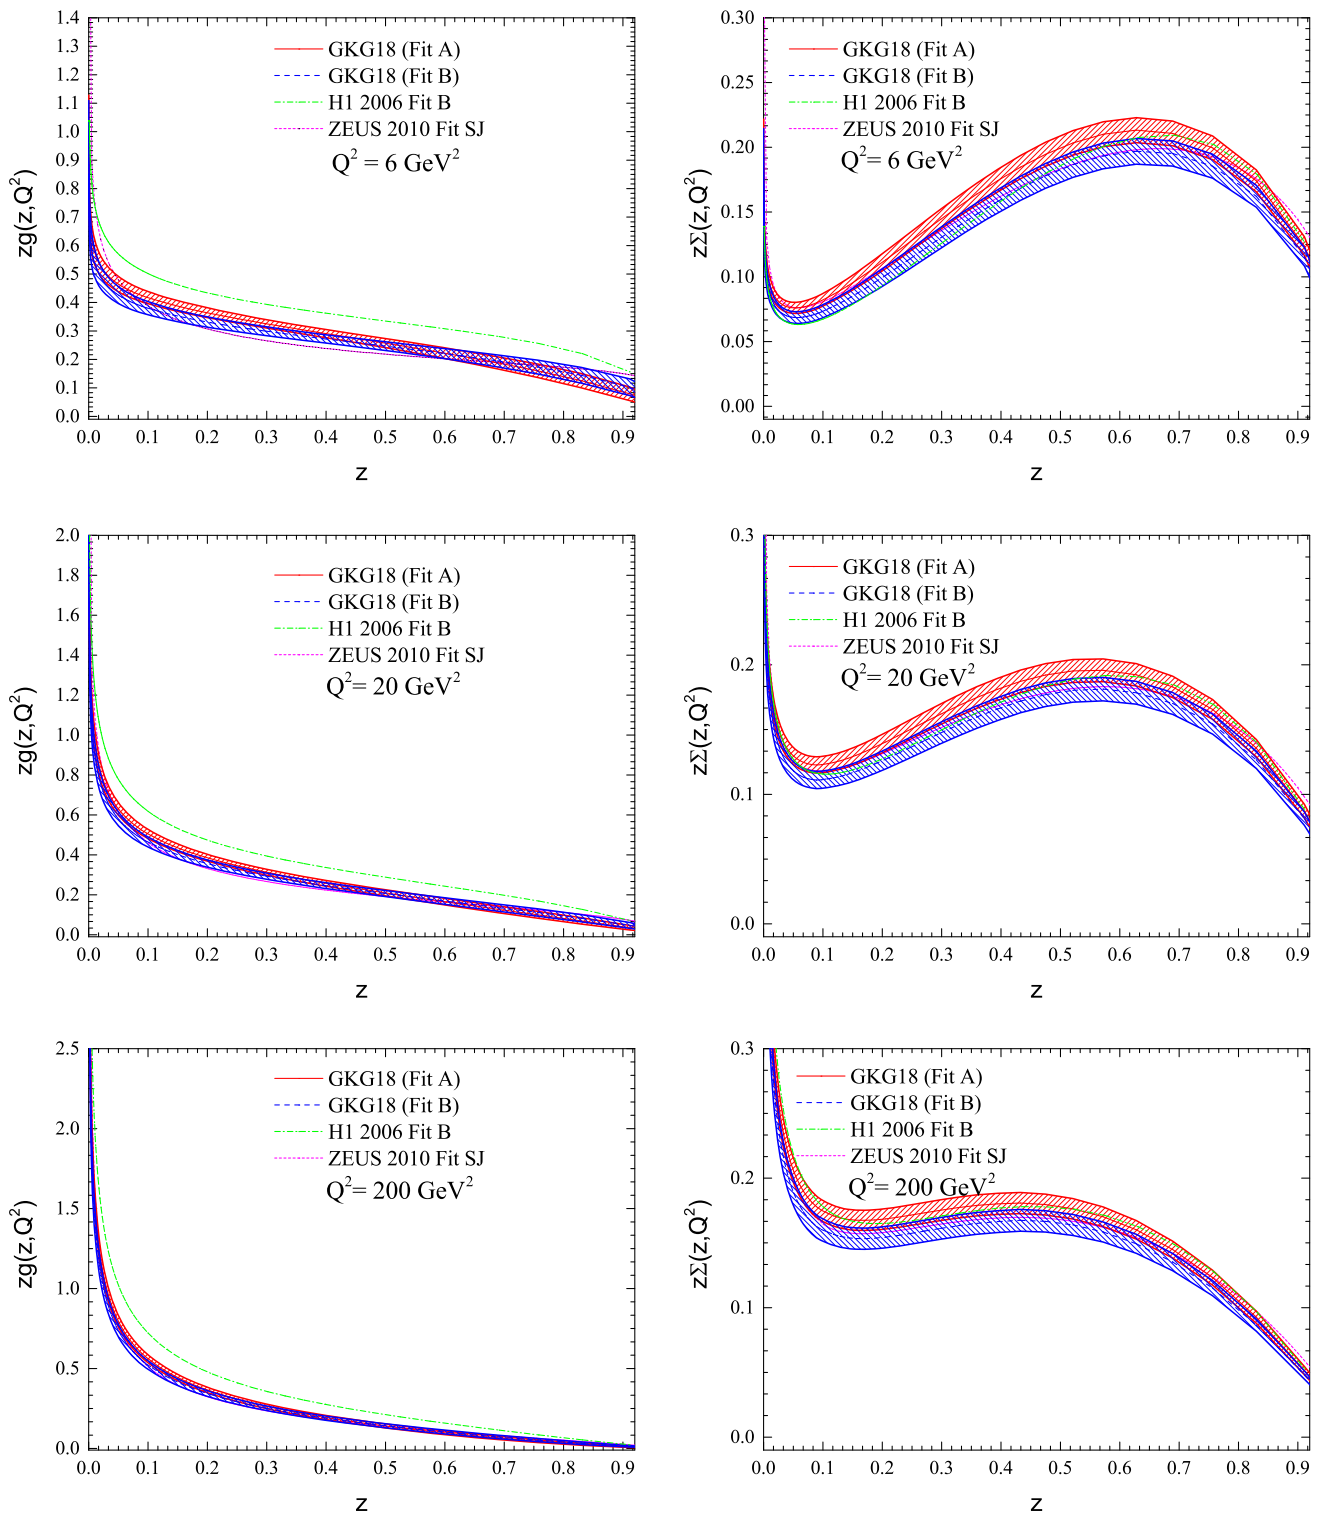 1.4
1.3
1.2
1.1
1.0
0.9
0.8
0.7
0.6
0.5
0.4
0.3
0.2
0.1
0.0
zg(z,Q²)
GKG18 (Fit A)
GKG18 (Fit B)
H1 2006 Fit B
ZEUS 2010 Fit SJ
Q² = 6 GeV²
0.0 0.1 0.2 0.3 0.4 0.5 0.6 0.7 0.8 0.9
z
0.30
0.25
0.20
0.15
0.10
0.05
0.00
zΣ(z,Q²)
GKG18 (Fit A)
GKG18 (Fit B)
H1 2006 Fit B
ZEUS 2010 Fit SJ
Q²= 6 GeV²
0.0 0.1 0.2 0.3 0.4 0.5 0.6 0.7 0.8 0.9
z
2.0
1.8
1.6
1.4
1.2
1.0
0.8
0.6
0.4
0.2
0.0
zg(z,Q²)
GKG18 (Fit A)
GKG18 (Fit B)
H1 2006 Fit B
ZEUS 2010 Fit SJ
Q²= 20 GeV²
0.0 0.1 0.2 0.3 0.4 0.5 0.6 0.7 0.8 0.9
z
0.3
0.2
0.1
0.0
zΣ(z,Q²)
GKG18 (Fit A)
GKG18 (Fit B)
H1 2006 Fit B
ZEUS 2010 Fit SJ
Q²= 20 GeV²
0.0 0.1 0.2 0.3 0.4 0.5 0.6 0.7 0.8 0.9
z
2.5
2.0
1.5
1.0
0.5
0.0
zg(z,Q²)
GKG18 (Fit A)
GKG18 (Fit B)
H1 2006 Fit B
ZEUS 2010 Fit SJ
Q²= 200 GeV²
0.0 0.1 0.2 0.3 0.4 0.5 0.6 0.7 0.8 0.9
z
0.3
0.2
0.1
0.0
zΣ(z,Q²)
GKG18 (Fit A)
GKG18 (Fit B)
H1 2006 Fit B
ZEUS 2010 Fit SJ
Q²= 200 GeV²
0.0 0.1 0.2 0.3 0.4 0.5 0.6 0.7 0.8 0.9
z